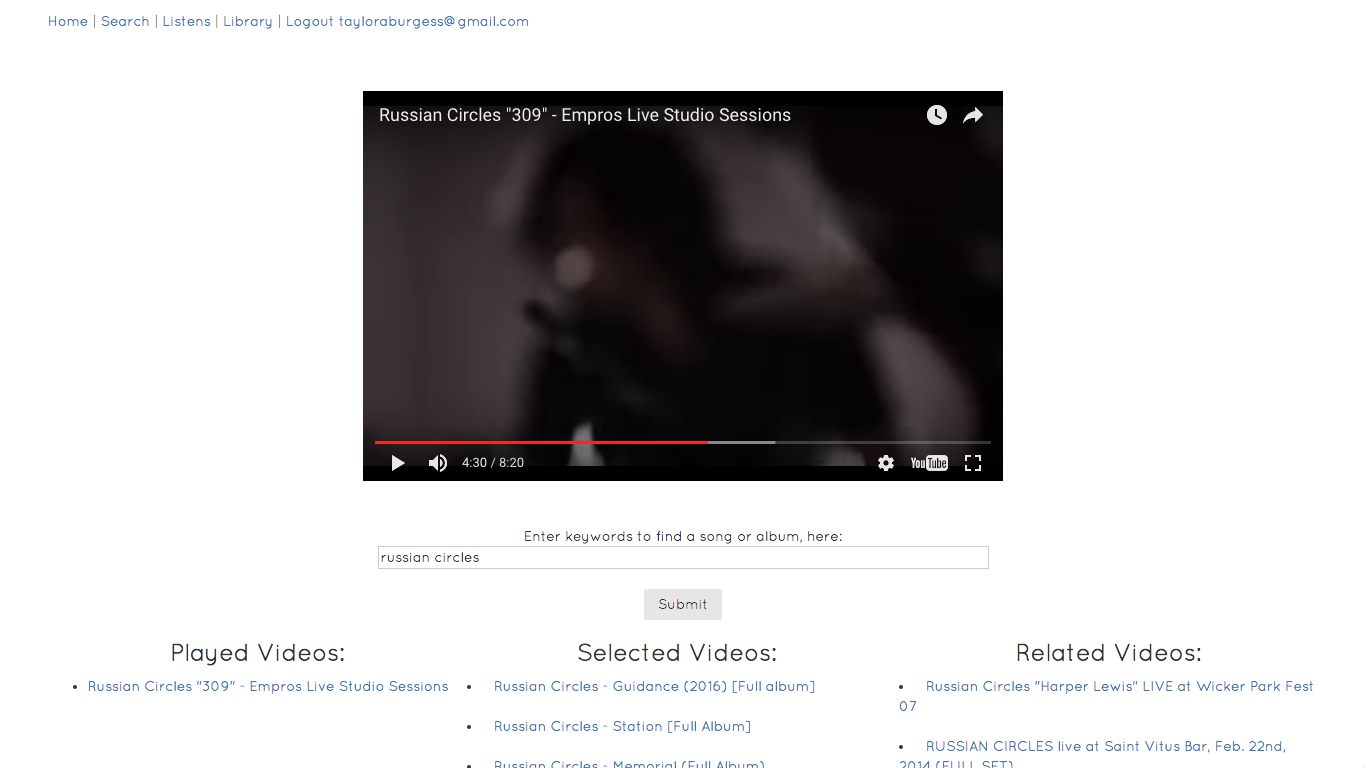 Home | Search | Listens | Library | Logout tayloraburgess@gmail.com
Russian Circles "309" - Empros Live Studio Sessions
4:30 / 8:20
YouTube
Enter keywords to find a song or album, here:
russian circles
Submit
Played Videos:
• Russian Circles "309" - Empros Live Studio Sessions
Selected Videos:
• Russian Circles - Guidance (2016) [Full album]
• Russian Circles - Station [Full Album]
• Russian Circles - Memorial (Full Album)
Related Videos:
• Russian Circles "Harper Lewis" LIVE at Wicker Park Fest
07
• RUSSIAN CIRCLES live at Saint Vitus Bar, Feb. 22nd,
2014 (FULL SET)